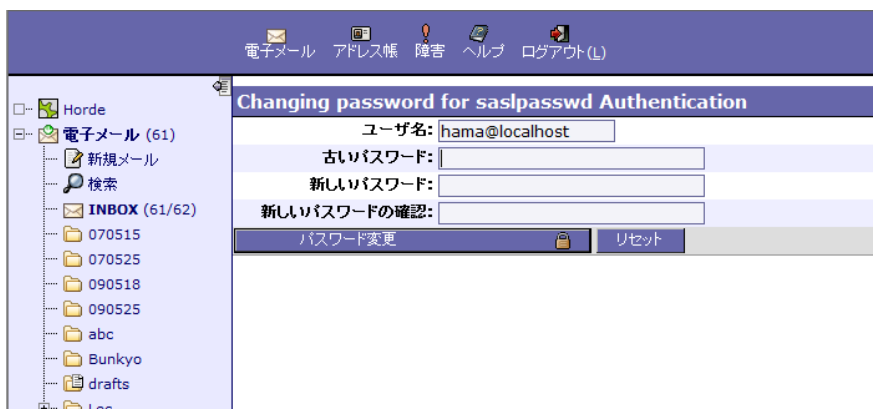 電子メール アドレス帳 障害 ヘルプ ログアウト(L)
Horde
電子メール (61)
新規メール
検索
INBOX (61/62)
070515
070525
090518
090525
abc
Bunkyo
drafts
Changing password for saslpasswd Authentication
ユーザ名: hama@localhost
古いパスワード:
新しいパスワード:
新しいパスワードの確認:
パスワード変更 リセット